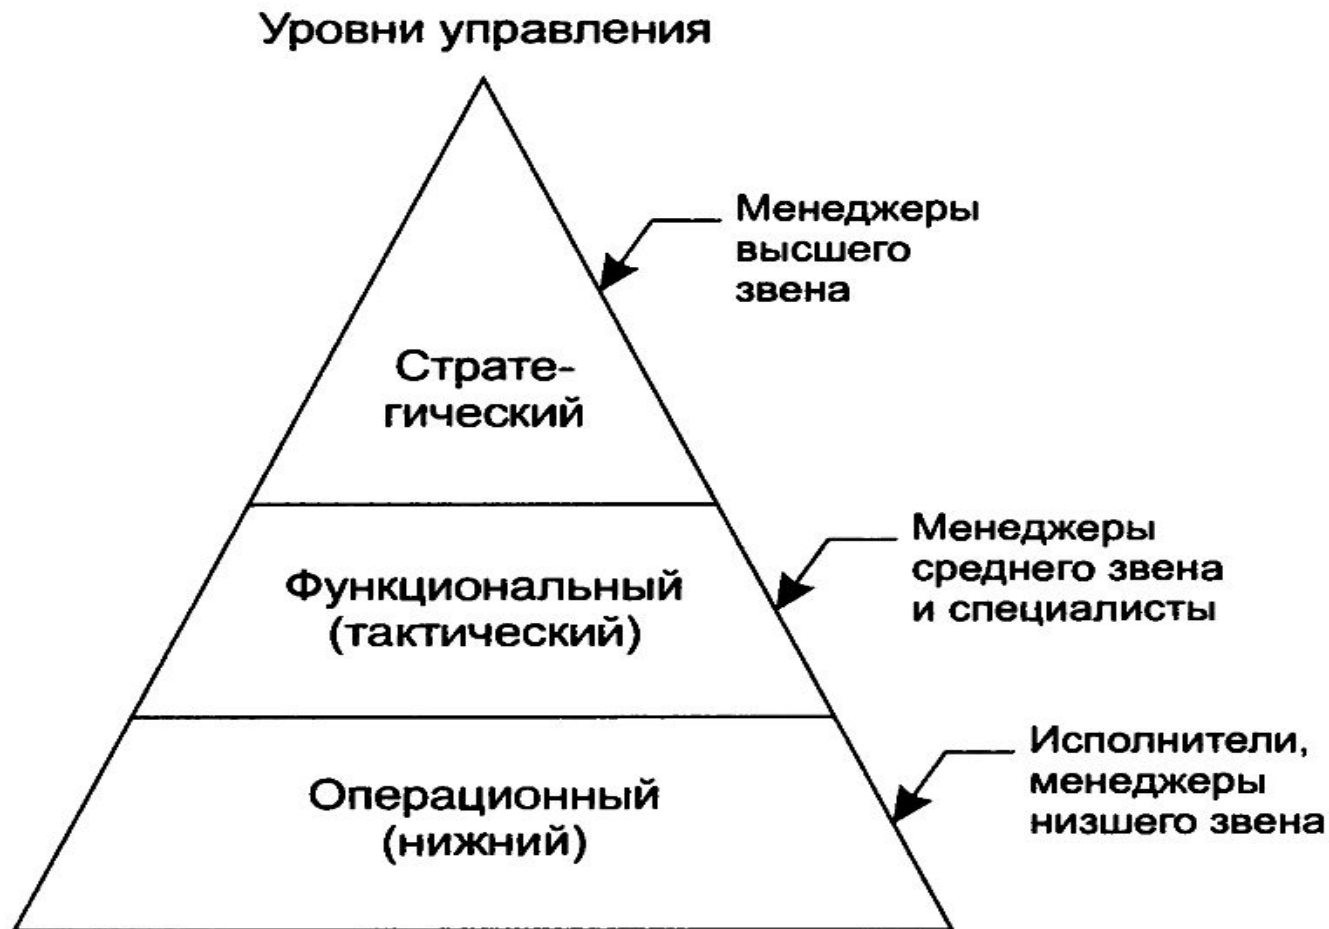 Уровни управления
Менеджеры
высшего
звена
Страте-
гический
Менеджеры
среднего звена
и специалисты
Функциональный
(тактический)
Исполнители,
менеджеры
низшего звена
Операционный
(нижний)